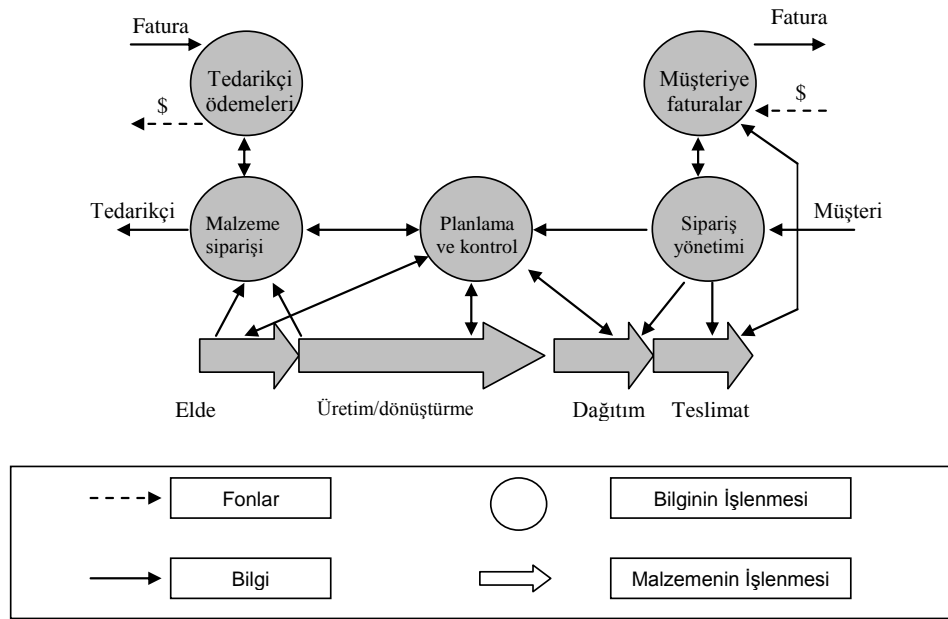 Fatura
Fatura
Tedarikçi
ödemeleri
Müşteriye
faturalar
$
$
Tedarikçi
Malzeme
siparişi
Planlama
ve kontrol
Sipariş
yönetimi
Müşteri
Elde
Üretim/dönüştürme
Dağıtım
Teslimat
Fonlar
Bilginin İşlenmesi
Bilgi
Malzemenin İşlenmesi